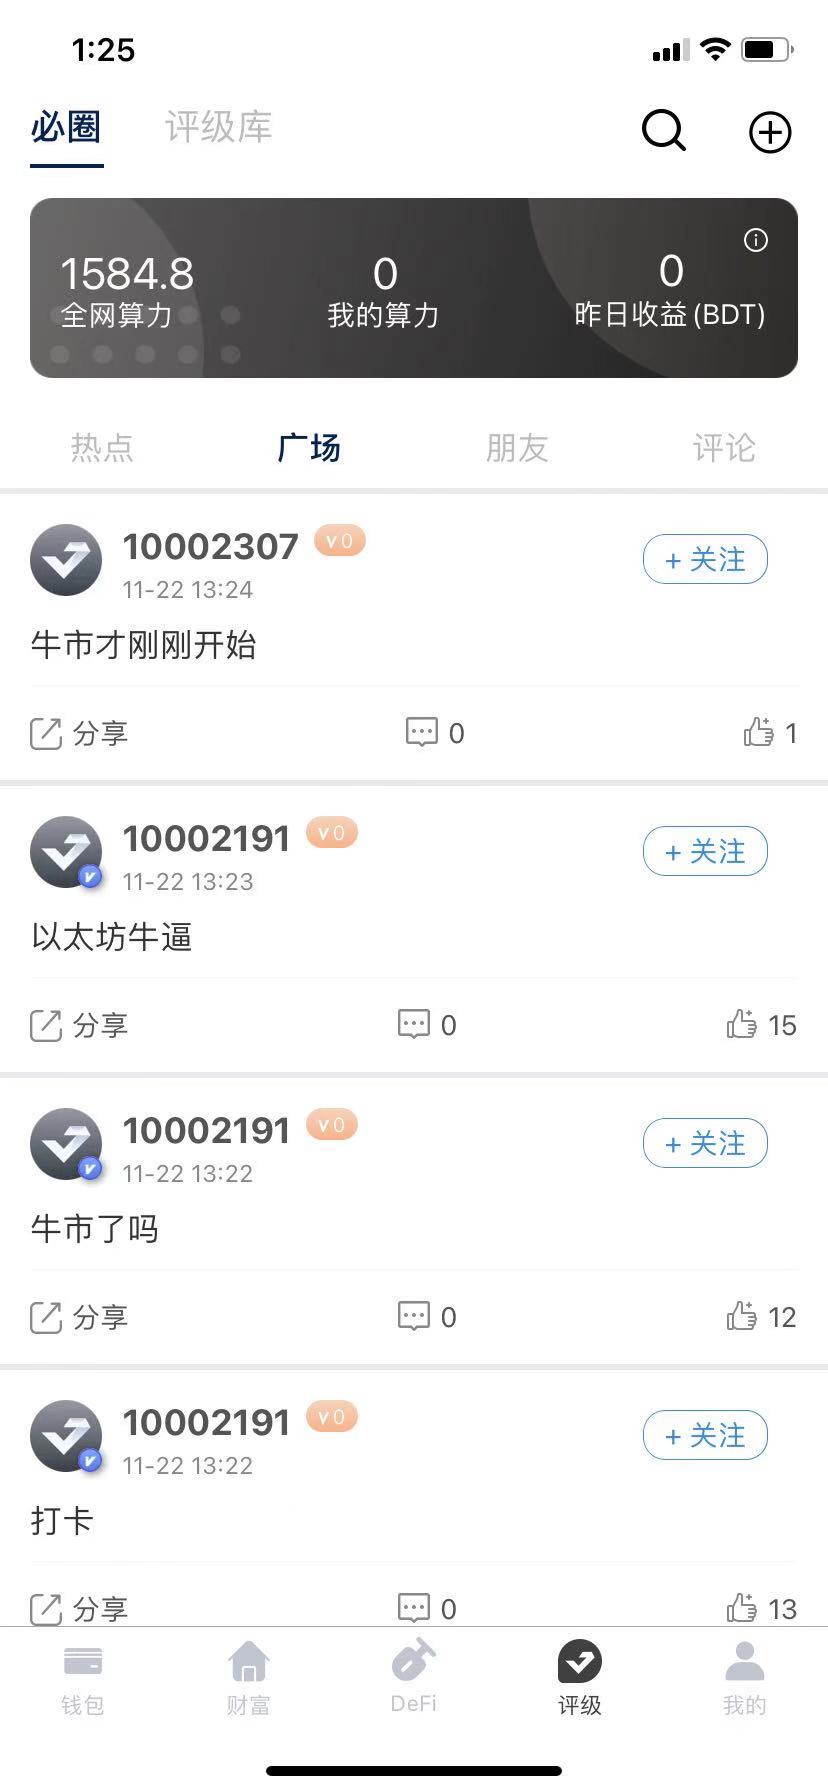 1:25
必圈 评级库
1584.8 0 0
全网算力 我的算力 昨日收益(BDT)
热点 广场 朋友 评论
10002307 v0
+ 关注
11-22 13:24
牛市才刚刚开始
分享 0 1
10002191 v0
+ 关注
11-22 13:23
以太坊牛逼
分享 0 15
10002191 v0
+ 关注
11-22 13:22
牛市了吗
分享 0 12
10002191 v0
+ 关注
11-22 13:22
打卡
分享 0 13
钱包 财富 DeFi 评级 我的